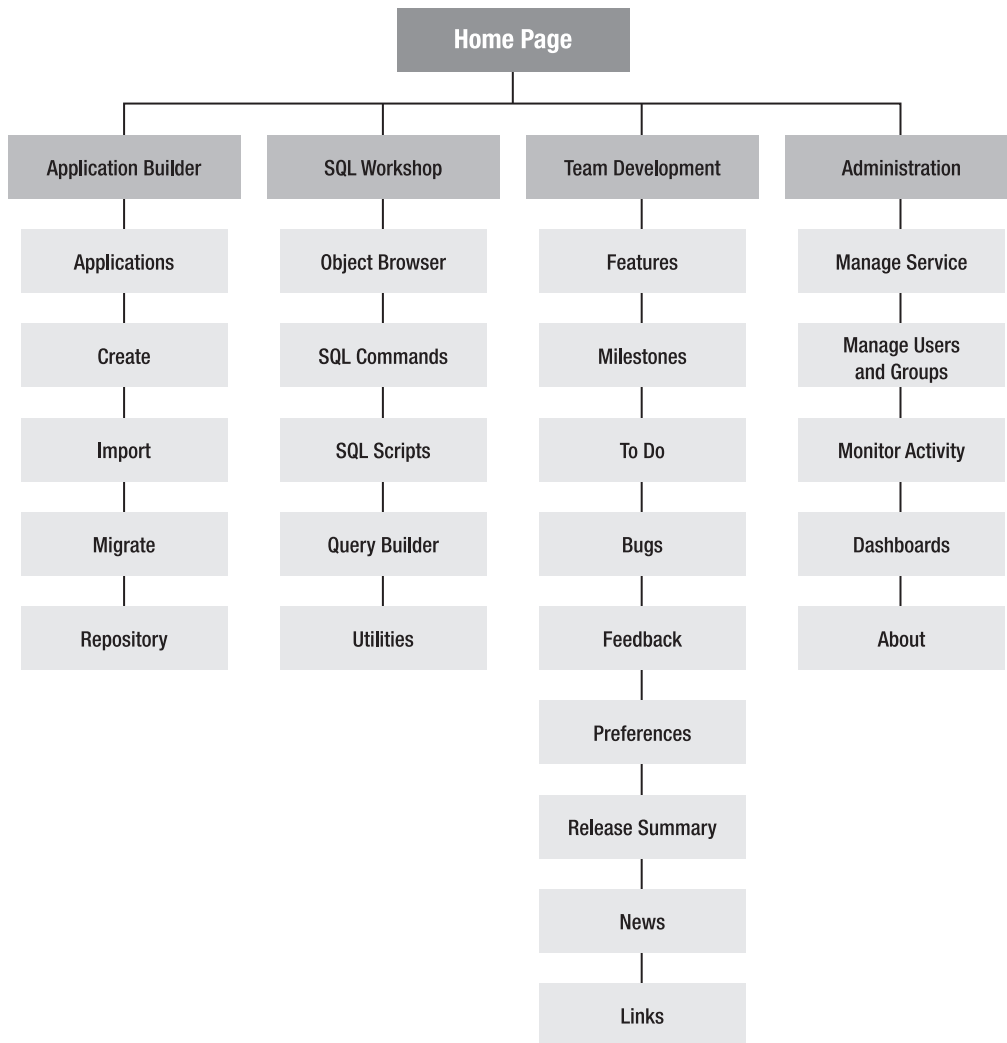 Home Page
Application Builder
Applications
Create
Import
Migrate
Repository
SQL Workshop
Object Browser
SQL Commands
SQL Scripts
Query Builder
Utilities
Team Development
Features
Milestones
To Do
Bugs
Feedback
Preferences
Release Summary
News
Links
Administration
Manage Service
Manage Users
and Groups
Monitor Activity
Dashboards
About